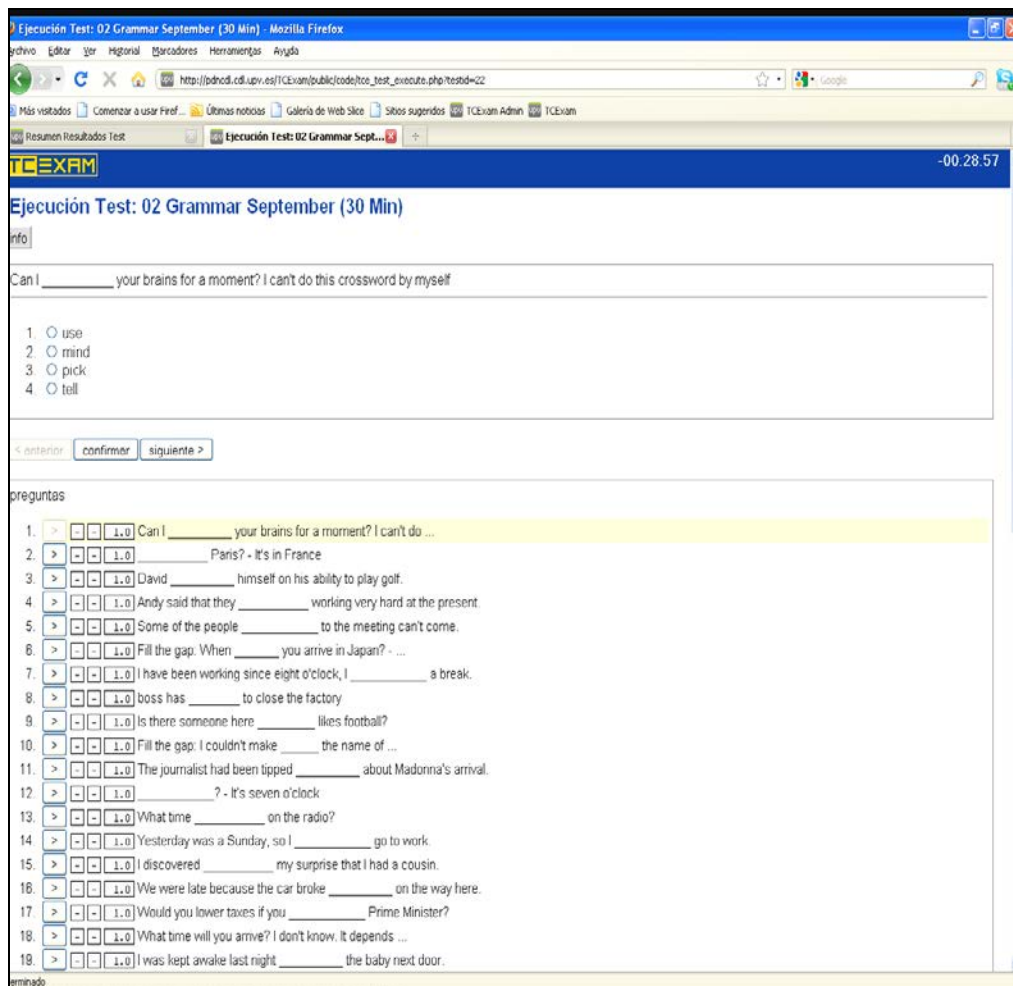 Ejecución Test: 02 Grammar September (30 Min) - Mozilla Firefox
rchivo Editar Ver Historial Marcadores Herramientas Ayuda
http://pdncdl.cdl.upv.es/TCExam/public/code/tce_test_execute.php?testid=22 Google
Más visitados Comenzar a usar Firef... Últimas noticias Galería de Web Slice Sitios sugeridos TCExam Admin TCExam
Resumen Resultados Test Ejecución Test: 02 Grammar Sept...
TCEXAM -00:28:57
Ejecución Test: 02 Grammar September (30 Min)
info
Can I __________ your brains for a moment? I can't do this crossword by myself
1. use
2. mind
3. pick
4. tell
< anterior confirmar siguiente >
preguntas
1. > - - 1.0 Can I _________ your brains for a moment? I can't do ...
2. > - - 1.0 __________ Paris? - It's in France
3. > - - 1.0 David _________ himself on his ability to play golf.
4. > - - 1.0 Andy said that they __________ working very hard at the present.
5. > - - 1.0 Some of the people ___________ to the meeting can't come.
6. > - - 1.0 Fill the gap. When ______ you arrive in Japan? - ...
7. > - - 1.0 I have been working since eight o'clock, I ___________ a break.
8. > - - 1.0 boss has _______ to close the factory
9. > - - 1.0 Is there someone here ________ likes football?
10. > - - 1.0 Fill the gap: I couldn't make _____ the name of ...
11. > - - 1.0 The journalist had been tipped _________ about Madonna's arrival.
12. > - - 1.0 ___________? - It's seven o'clock
13. > - - 1.0 What time __________ on the radio?
14. > - - 1.0 Yesterday was a Sunday, so I ___________ go to work.
15. > - - 1.0 I discovered __________ my surprise that I had a cousin.
16. > - - 1.0 We were late because the car broke _________ on the way here.
17. > - - 1.0 Would you lower taxes if you ___________ Prime Minister?
18. > - - 1.0 What time will you arrive? I don't know. It depends ...
19. > - - 1.0 I was kept awake last night _________ the baby next door.
erminado